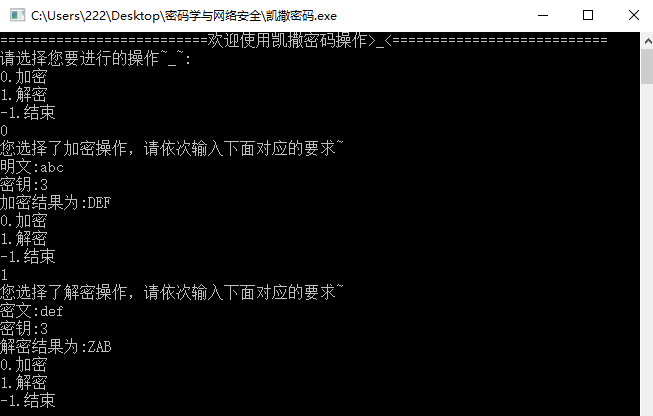 C:\Users\222\Desktop\密码学与网络安全\凯撒密码.exe
==========================欢迎使用凯撒密码操作>_<===========================
请选择您要进行的操作~_~:
0.加密
1.解密
-1.结束
0
您选择了加密操作，请依次输入下面对应的要求~
明文:abc
密钥:3
加密结果为:DEF
0.加密
1.解密
-1.结束
1
您选择了解密操作，请依次输入下面对应的要求~
密文:def
密钥:3
解密结果为:ZAB
0.加密
1.解密
-1.结束